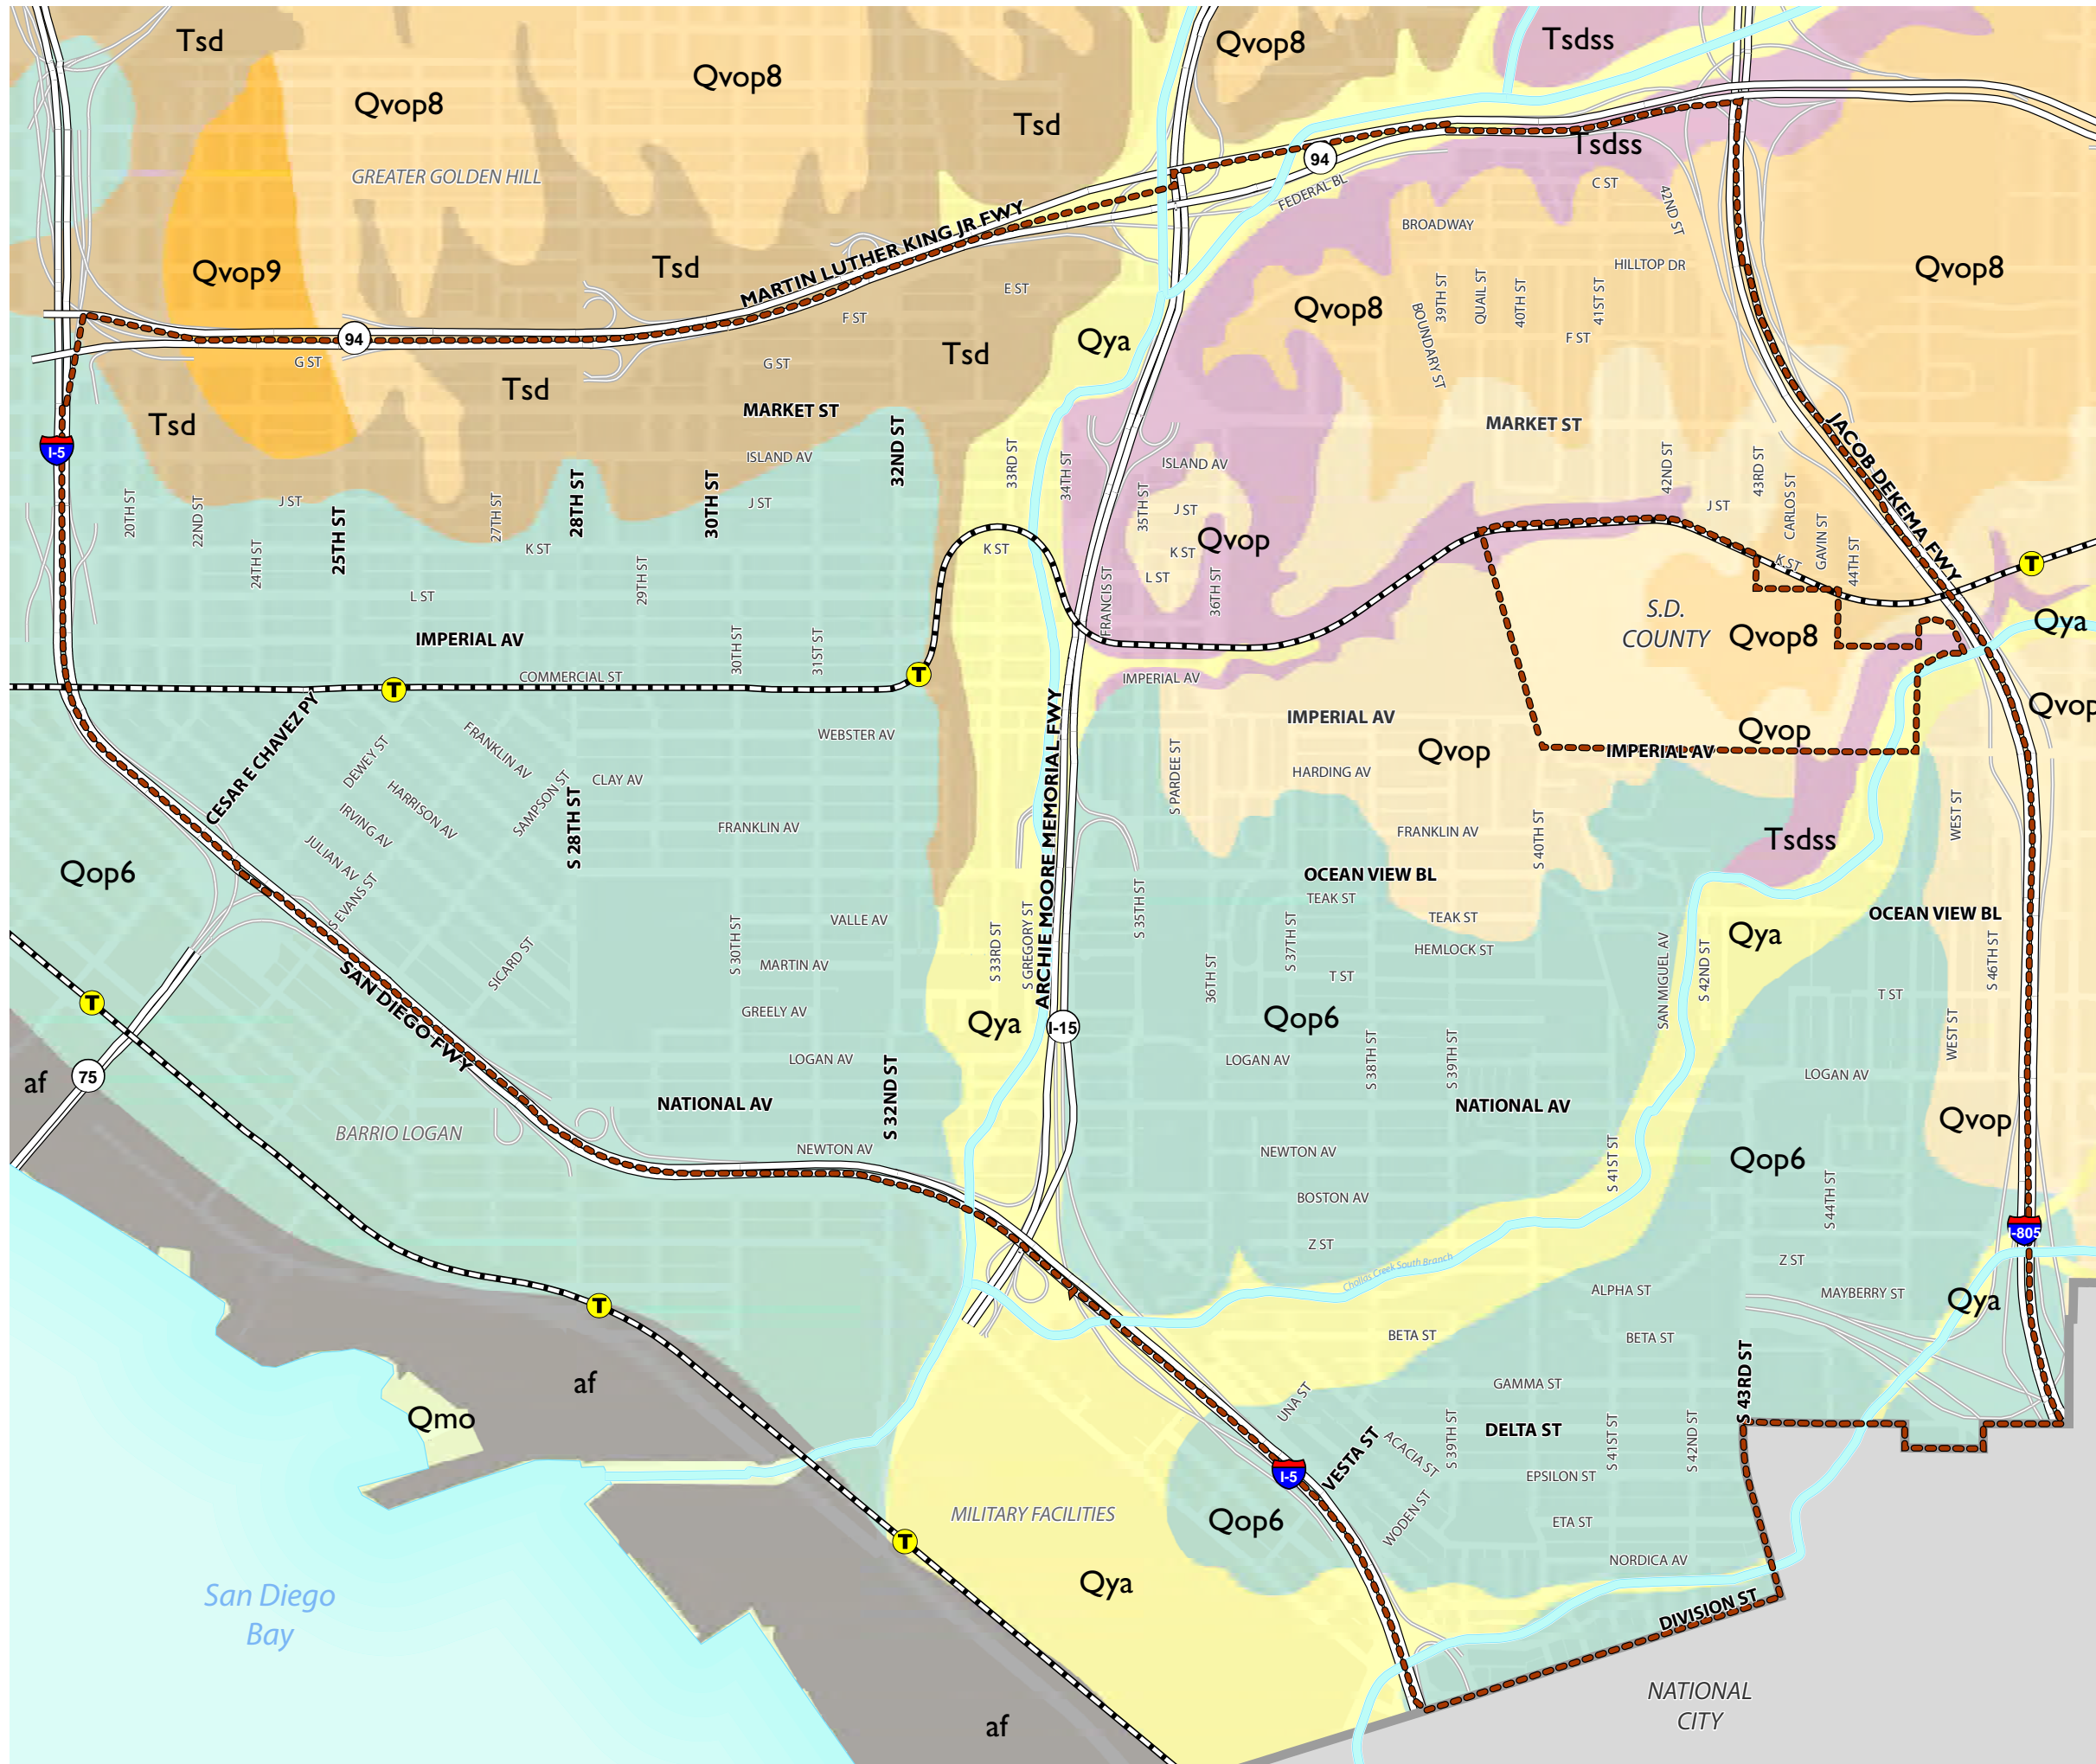 Tsd
Qvop8
Tsdss
Qvop8
Qvop8
Tsd
Tsdss
94
GREATER GOLDEN HILL
FEDERAL BL
C ST
42ND ST
MARTIN LUTHER KING JR FWY
BROADWAY
Qvop9
Tsd
HILLTOP DR
Qvop8
E ST
39TH ST
QUAIL ST
40TH ST
41ST ST
Qvop8
F ST
94
Qya
BOUNDARY ST
F ST
G ST
G ST
Tsd
Tsd
Tsd
MARKET ST
MARKET ST
JACOB DEKEMA FWY
I-5
32ND ST
ISLAND AV
33RD ST
34TH ST
ISLAND AV
42ND ST
43RD ST
20TH ST
22ND ST
J ST
25TH ST
27TH ST
28TH ST
30TH ST
J ST
35TH ST
J ST
J ST
CARLOS ST
GAVIN ST
24TH ST
K ST
K ST
K ST
Qvop
K ST
44TH ST
T
29TH ST
L ST
L ST
36TH ST
FRANCIS ST
S.D.
COUNTY
Qvop8
Qya
IMPERIAL AV
30TH ST
31ST ST
COMMERCIAL ST
T
T
IMPERIAL AV
CESAR E CHAVEZ PY
IMPERIAL AV
Qvop
Qvop
WEBSTER AV
FRANKLIN AV
DEWEY ST
Qvop
IMPERIAL AV
S PARDEE ST
HARDING AV
CLAY AV
SAMPSON ST
HARRISON AV
S 28TH ST
IRVING AV
FRANKLIN AV
FRANKLIN AV
S 40TH ST
Tsdss
WEST ST
JULIAN AV
ARCHIE MOORE MEMORIAL FWY
Qop6
OCEAN VIEW BL
S EVANS ST
TEAK ST
TEAK ST
OCEAN VIEW BL
VALLE AV
S 35TH ST
S 37TH ST
S 30TH ST
S 33RD ST
S GREGORY ST
HEMLOCK ST
SAN MIGUEL AV
S 42ND ST
Qya
S 46TH ST
SICARD ST
MARTIN AV
36TH ST
T ST
T ST
T
SAN DIEGO FWY
GREELY AV
Qya
I-15
Qop6
WEST ST
75
af
LOGAN AV
LOGAN AV
S 38TH ST
S 39TH ST
LOGAN AV
S 32ND ST
NATIONAL AV
NATIONAL AV
Qvop
BARRIO LOGAN
NEWTON AV
NEWTON AV
S 41ST ST
Qop6
BOSTON AV
S 44TH ST
I-805
Z ST
Z ST
Chollas Creek South Branch
ALPHA ST
MAYBERRY ST
Qya
T
BETA ST
BETA ST
af
S 43RD ST
GAMMA ST
UNA ST
Qmo
VESTA ST
ACACIA ST
S 39TH ST
DELTA ST
S 41ST ST
S 42ND ST
I-5
EPSILON ST
MILITARY FACILITIES
Qop6
WODEN ST
ETA ST
T
NORDICA AV
Qya
San Diego
Bay
DIVISION ST
NATIONAL
CITY
af